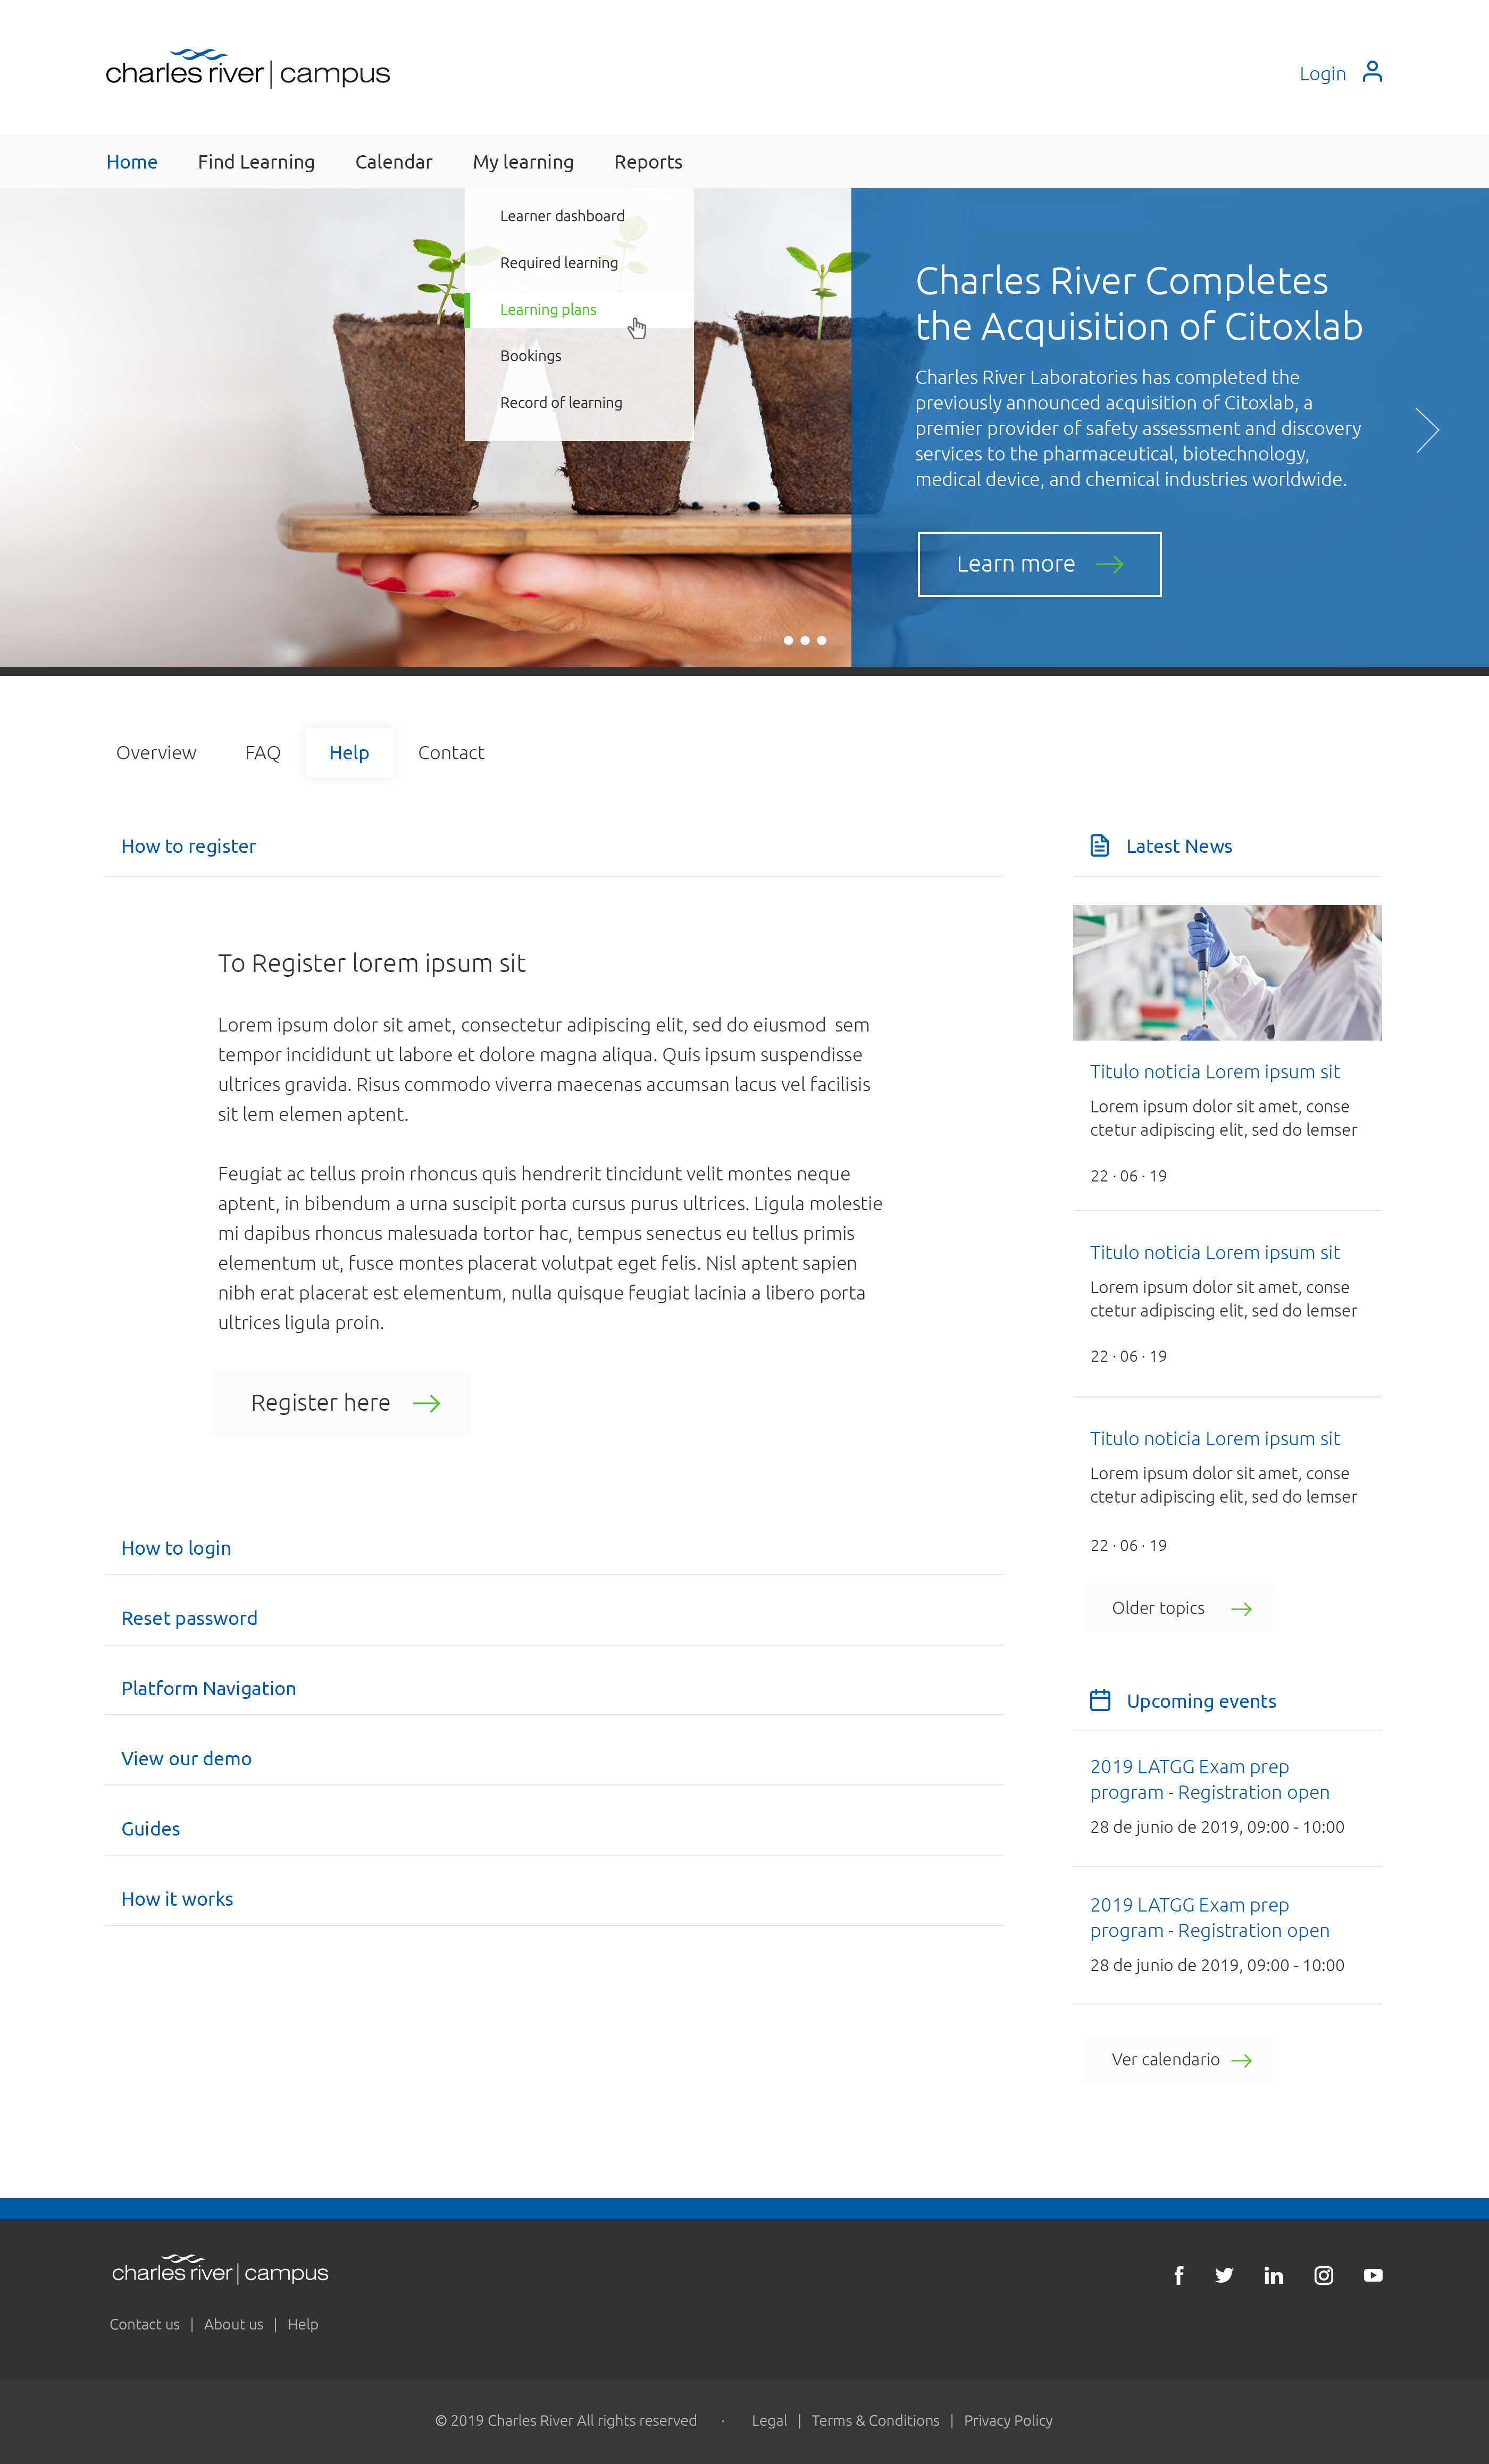 charles river | campus
Login
Home
Find Learning
Calendar
My learning
Reports
Learner dashboard
Required learning
Learning plans
Bookings
Record of learning
Charles River Completes
the Acquisition of Citoxlab
Charles River Laboratories has completed the
previously announced acquisition of Citoxlab, a
premier provider of safety assessment and discovery
services to the pharmaceutical, biotechnology,
medical device, and chemical industries worldwide.
Learn more
Overview
FAQ
Help
Contact
How to register
To Register lorem ipsum sit
Lorem ipsum dolor sit amet, consectetur adipiscing elit, sed do eiusmod  sem
tempor incididunt ut labore et dolore magna aliqua. Quis ipsum suspendisse
ultrices gravida. Risus commodo viverra maecenas accumsan lacus vel facilisis
sit lem elemen aptent.
Feugiat ac tellus proin rhoncus quis hendrerit tincidunt velit montes neque
aptent, in bibendum a urna suscipit porta cursus purus ultrices. Ligula molestie
mi dapibus rhoncus malesuada tortor hac, tempus senectus eu tellus primis
elementum ut, fusce montes placerat volutpat eget felis. Nisl aptent sapien
nibh erat placerat est elementum, nulla quisque feugiat lacinia a libero porta
ultrices ligula proin.
Register here
How to login
Reset password
Platform Navigation
View our demo
Guides
How it works
Latest News
Titulo noticia Lorem ipsum sit
Lorem ipsum dolor sit amet, conse
ctetur adipiscing elit, sed do lemser
22 · 06 · 19
Titulo noticia Lorem ipsum sit
Lorem ipsum dolor sit amet, conse
ctetur adipiscing elit, sed do lemser
22 · 06 · 19
Titulo noticia Lorem ipsum sit
Lorem ipsum dolor sit amet, conse
ctetur adipiscing elit, sed do lemser
22 · 06 · 19
Older topics
Upcoming events
2019 LATGG Exam prep
program - Registration open
28 de junio de 2019, 09:00 - 10:00
2019 LATGG Exam prep
program - Registration open
28 de junio de 2019, 09:00 - 10:00
Ver calendario
charles river | campus
Contact us | About us | Help
© 2019 Charles River All rights reserved · Legal | Terms & Conditions | Privacy Policy